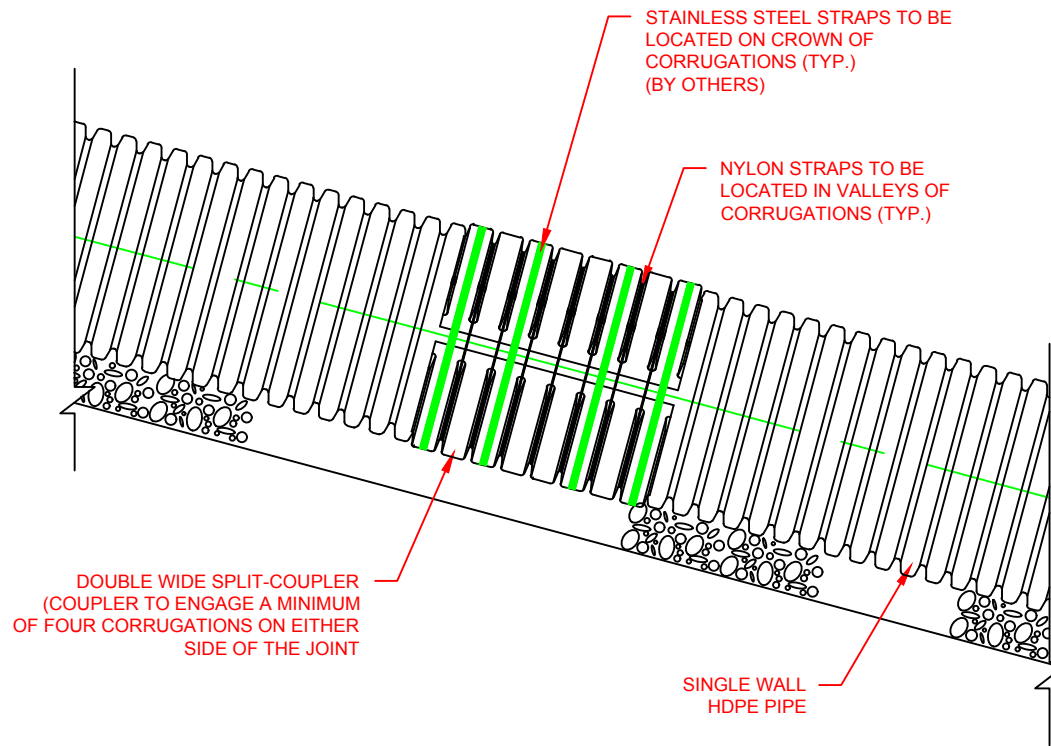 STAINLESS STEEL STRAPS TO BE
LOCATED ON CROWN OF
CORRUGATIONS (TYP.)
(BY OTHERS)
NYLON STRAPS TO BE
LOCATED IN VALLEYS OF
CORRUGATIONS (TYP.)
DOUBLE WIDE SPLIT-COUPLER
(COUPLER TO ENGAGE A MINIMUM
OF FOUR CORRUGATIONS ON EITHER
SIDE OF THE JOINT
SINGLE WALL
HDPE PIPE